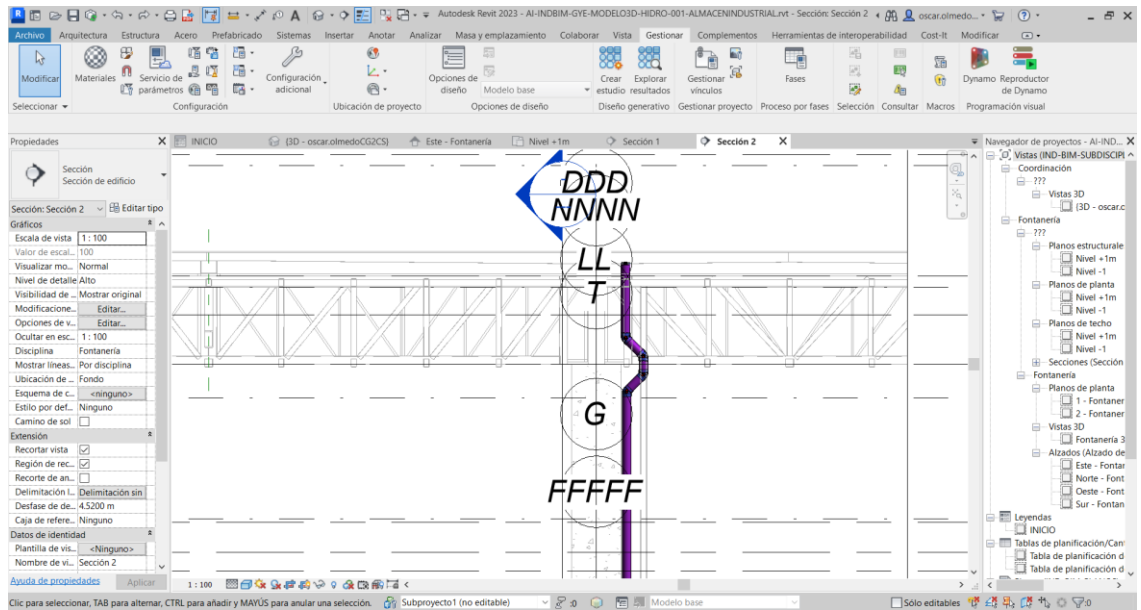 Autodesk Revit 2023 - AI-INDBIM-GYE-MODEL3D-HIDRO-001-ALMACNINDUSTRIAL.rvt - Sección: Sección 2
oscar.olmedo...
Archivo Arquitectura Estructura Acero Prefabricado Sistemas Insertar Anotar Analizar Masa y emplazamiento Colaborar Vista Gestionar Complementos Herramientas de interoperabilidad Cost-It Modificar
Modificar
Materiales
Servicio de parámetros
Configuración adicional
Opciones de diseño
Modelo base
Crear estudio
Explorar resultados
Gestionar vínculos
Fases
Dynamo
Reproductor de Dynamo
Seleccionar
Configuración
Ubicación de proyecto
Opciones de diseño
Diseño generativo
Gestionar proyecto
Proceso por fases
Selección
Consultar
Macros
Programación visual
Propiedades
INICIO
{3D - oscar.olmedoCG2CS}
Este - Fontanería
Nivel +1m
Sección 1
Sección 2
Navegador de proyectos - AI-IND...
Sección
Sección de edificio
Sección: Sección 2
Editar tipo
Gráficos
Escala de vista 1 : 100
Valor de escal... 100
Visualizar mo... Normal
Nivel de detalle Alto
Visibilidad de ... Mostrar original
Modificacione... Editar...
Opciones de v... Editar...
Ocultar en esc... 1 : 100
Disciplina Fontanería
Mostrar líneas... Por disciplina
Ubicación de ... Fondo
Esquema de c... <ninguno>
Estilo por def... Ninguno
Camino de sol
Extensión
Recortar vista
Región de rec...
Recorte de an...
Delimitación l... Delimitación sin
Desfase de de... 4.5200 m
Caja de refere... Ninguno
Datos de identidad
Plantilla de vis... <Ninguno>
Nombre de vi... Sección 2
Ayuda de propiedades
Aplicar
DDD
NNNN
LL
T
G
FFFFF
Vistas (IND-BIM-SUBDISCIPI
Coordinación
???
Vistas 3D
{3D - oscar.c
Fontanería
???
Planos estructurale
Nivel +1m
Nivel -1
Planos de planta
Nivel +1m
Nivel -1
Planos de techo
Nivel +1m
Nivel -1
Secciones (Sección
Fontanería
Planos de planta
1 - Fontaner
2 - Fontaner
Vistas 3D
Fontanería 3
Alzados (Alzado de
Este - Fontar
Norte - Font
Oeste - Font
Sur - Fontan
Leyendas
INICIO
Tablas de planificación/Can
Tabla de planificación d
Tabla de planificación d
1 : 100
Clic para seleccionar, TAB para alternar, CTRL para añadir y MAYÚS para anular una selección.
Subproyecto1 (no editable)
:0
Modelo base
Sólo editables
:0